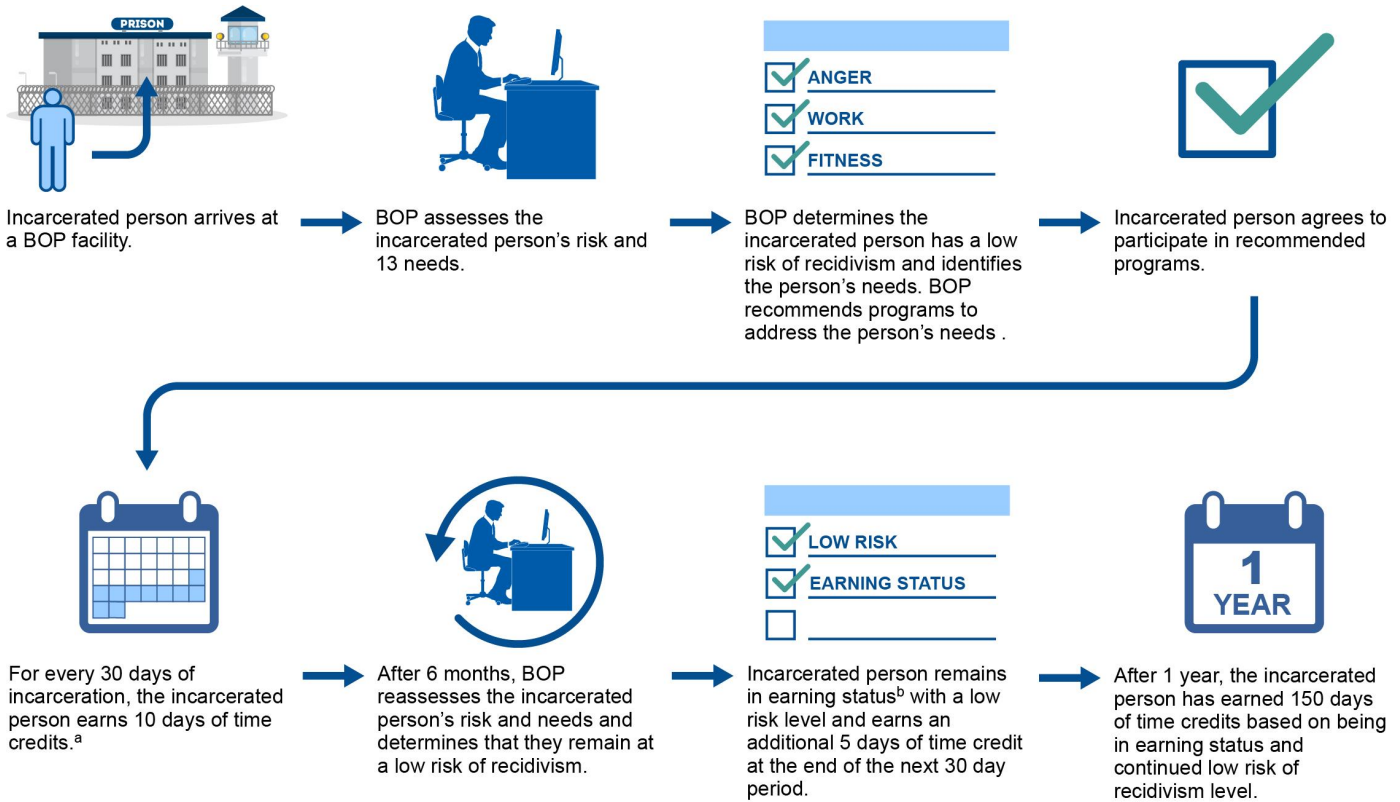 PRISON
Incarcerated person arrives at
a BOP facility.
BOP assesses the
incarcerated person’s risk and
13 needs.
ANGER
WORK
FITNESS
BOP determines the
incarcerated person has a low
risk of recidivism and identifies
the person’s needs. BOP
recommends programs to
address the person’s needs .
Incarcerated person agrees to
participate in recommended
programs.
For every 30 days of
incarceration, the incarcerated
person earns 10 days of time
credits.a
After 6 months, BOP
reassesses the incarcerated
person’s risk and needs and
determines that they remain at
a low risk of recidivism.
LOW RISK
EARNING STATUS
Incarcerated person remains
in earning statusb with a low
risk level and earns an
additional 5 days of time credit
at the end of the next 30 day
period.
1
YEAR
After 1 year, the incarcerated
person has earned 150 days
of time credits based on being
in earning status and
continued low risk of
recidivism level.